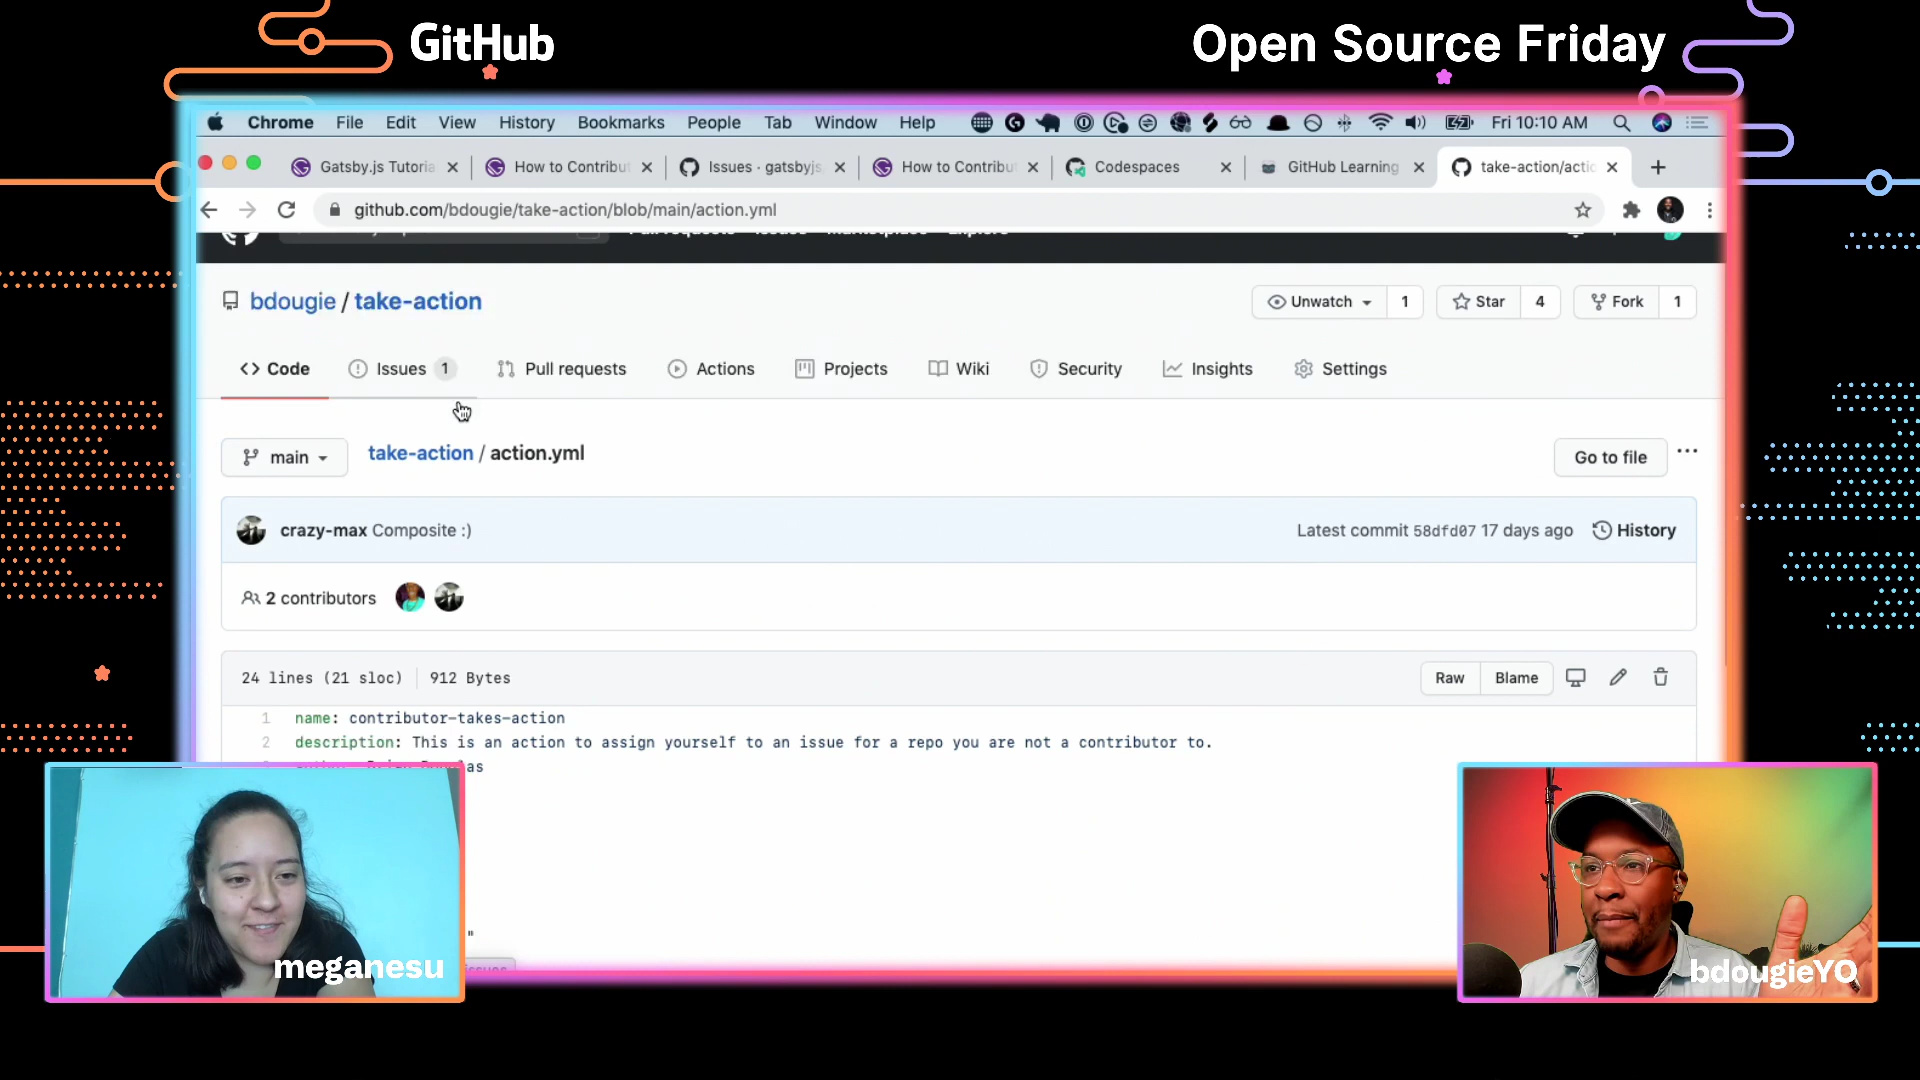 GitHub
Open Source Friday
Chrome File Edit View History Bookmarks People Tab Window Help Fri 10:10 AM
Gatsby.js Tutoria How to Contribut Issues · gatsbyjs How to Contribut Codespaces GitHub Learning take-action/actio
github.com/bdougie/take-action/blob/main/action.yml
bdougie / take-action
Unwatch 1 Star 4 Fork 1
Code Issues 1 Pull requests Actions Projects Wiki Security Insights Settings
main take-action / action.yml Go to file
crazy-max Composite :) Latest commit 58dfd07 17 days ago History
2 contributors
24 lines (21 sloc) 912 Bytes Raw Blame
1 name: contributor-takes-action
2 description: This is an action to assign yourself to an issue for a repo you are not a contributor to.
meganesu
bdougieYO